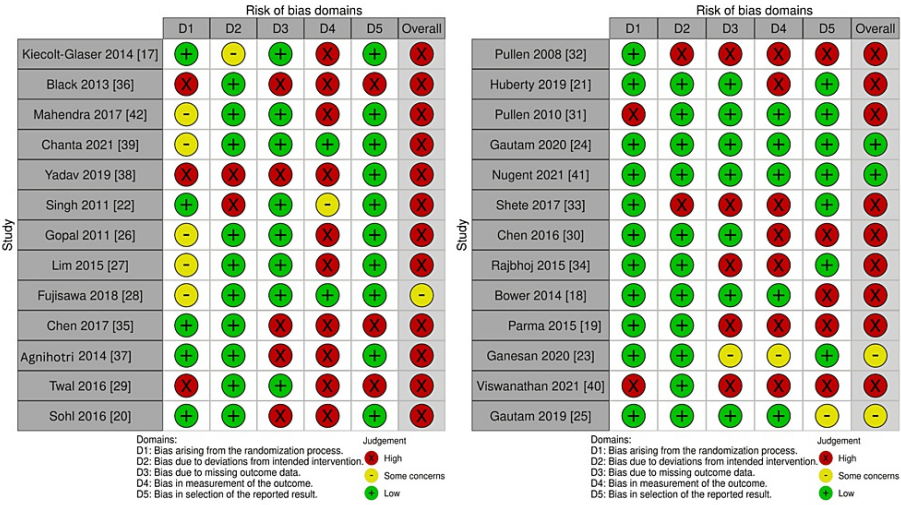 Risk of bias domains
D1 D2 D3 D4 D5 Overall
Study
Kiecolt-Glaser 2014 [17] + - + X + X
Black 2013 [36] X + X X X X
Mahendra 2017 [42] - + + X + X
Chanta 2021 [39] - + + + + X
Yadav 2019 [38] X X X X + X
Singh 2011 [22] + X + - + X
Gopal 2011 [26] - + + X + X
Lim 2015 [27] - + + X + X
Fujisawa 2018 [28] - + + + + -
Chen 2017 [35] + + X X X X
Agnihotri 2014 [37] + + X X + X
Twal 2016 [29] X + + X X X
Sohl 2016 [20] + + X X + X
Domains:
D1: Bias arising from the randomization process.
D2: Bias due to deviations from intended intervention.
D3: Bias due to missing outcome data.
D4: Bias in measurement of the outcome.
D5: Bias in selection of the reported result.
Judgement
X High
- Some concerns
+ Low
Risk of bias domains
D1 D2 D3 D4 D5 Overall
Study
Pullen 2008 [32] + X X X X X
Huberty 2019 [21] + + + X + X
Pullen 2010 [31] X + + + + X
Gautam 2020 [24] + + + + + +
Nugent 2021 [41] + + + + + +
Shete 2017 [33] + X X X + X
Chen 2016 [30] + + + X X X
Rajbhoj 2015 [34] + + X X + X
Bower 2014 [18] + + + + X X
Parma 2015 [19] + + X X X X
Ganesan 2020 [23] + + - - + -
Viswanathan 2021 [40] X + X X X X
Gautam 2019 [25] + + + + - -
Domains:
D1: Bias arising from the randomization process.
D2: Bias due to deviations from intended intervention.
D3: Bias due to missing outcome data.
D4: Bias in measurement of the outcome.
D5: Bias in selection of the reported result.
Judgement
X High
- Some concerns
+ Low